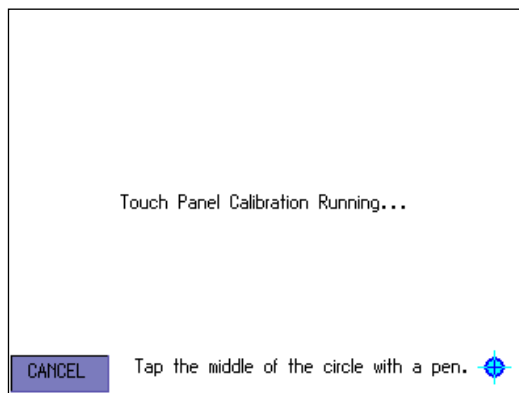 Touch Panel Calibration Running...
CANCEL
Tap the middle of the circle with a pen.